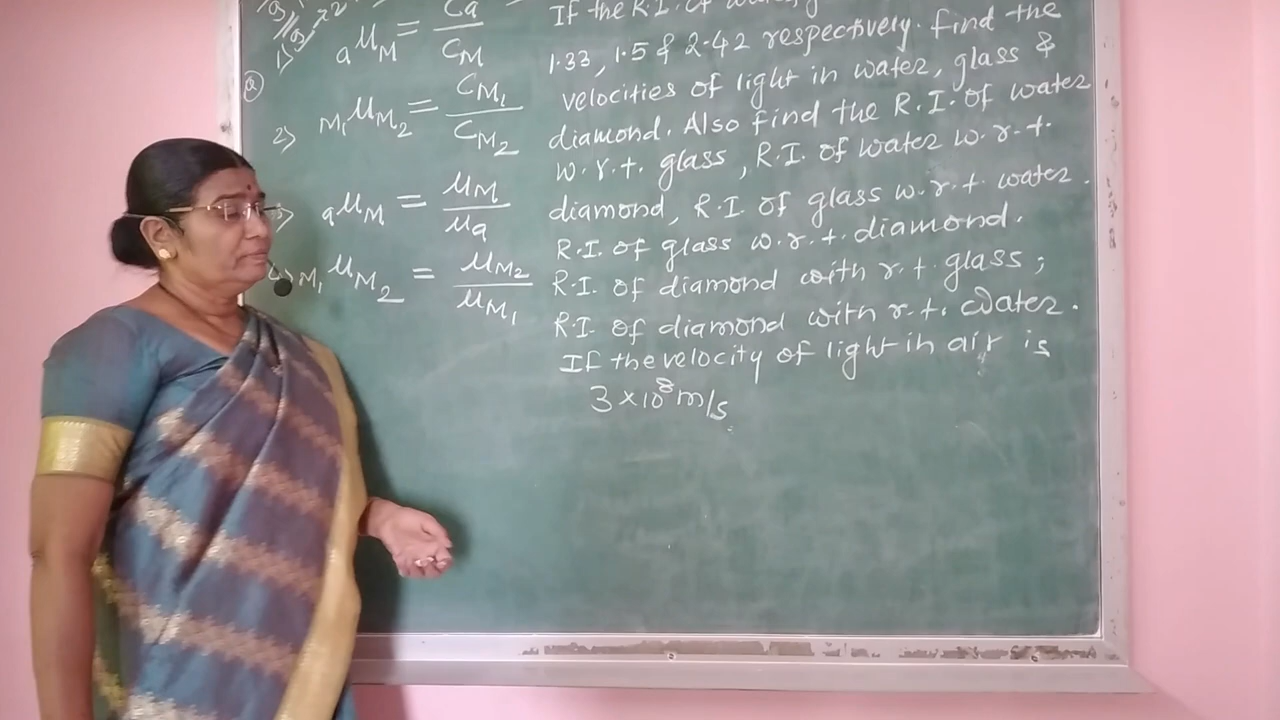 1) aμM = Ca / CM
(a)
2) M₁μM₂ = CM₁ / CM₂
3) aμM = μM / μa
4) M₁μM₂ = μM₂ / μM₁
If the R.I. of water,
1.33, 1.5 & 2.42 respectively. find the
velocities of light in water, glass &
diamond. Also find the R.I. of water
w.r.t. glass, R.I. of water w.r.t.
diamond, R.I. of glass w.r.t. water.
R.I. of glass w.r.t. diamond.
R.I. of diamond with r.t. glass;
R.I. of diamond with r.t. water.
If the velocity of light in air is
3 × 10⁸ m/s